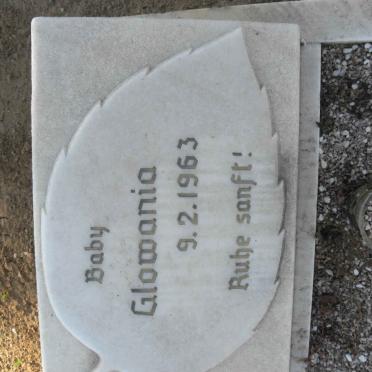 Baby
Glowania
9.2.1963
Ruhe sanft!